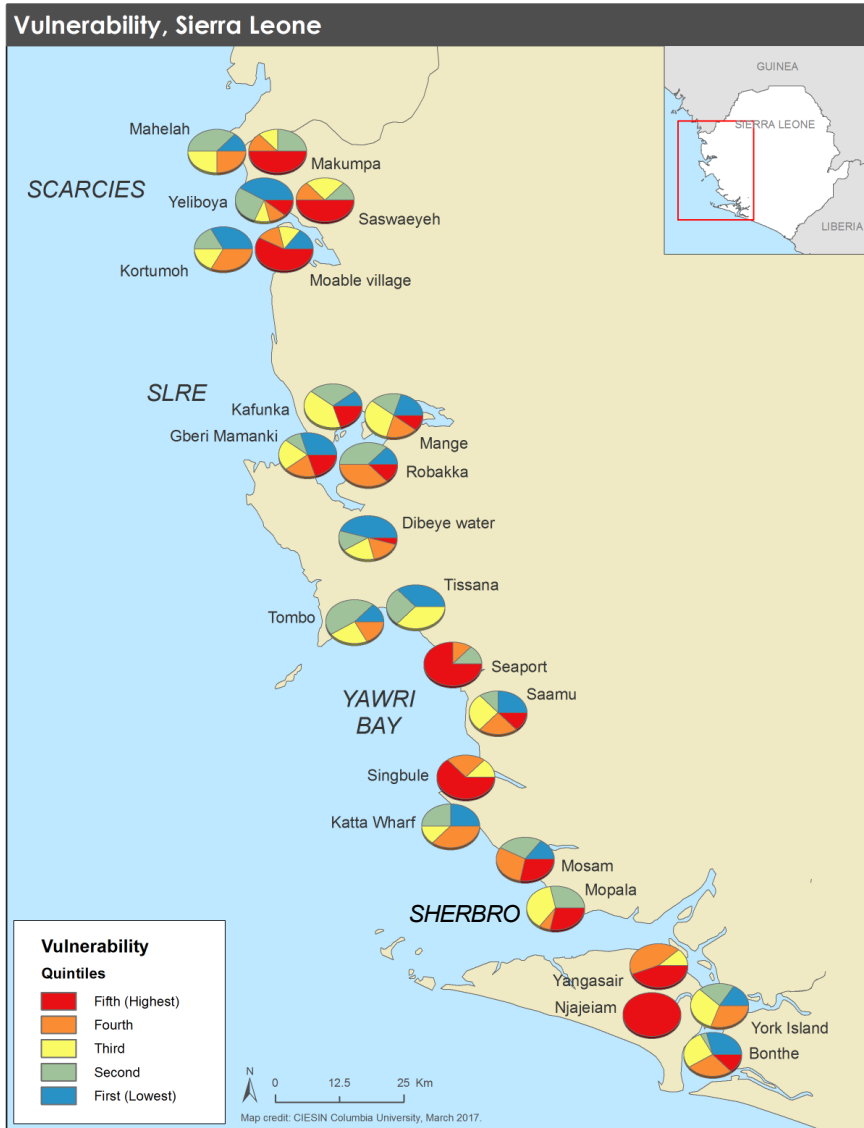 Vulnerability, Sierra Leone
GUINEA
SIERRA LEONE
LIBERIA
Mahelah
Makumpa
SCARCIES
Yeliboya
Saswaeyeh
Kortumoh
Moable village
SLRE
Kafunka
Gberi Mamanki
Mange
Robakka
Dibeye water
Tissana
Tombo
Seaport
YAWRI
BAY
Saamu
Singbule
Katta Wharf
Mosam
Mopala
SHERBRO
Yangasair
Njajeiam
York Island
Bonthe
Vulnerability
Quintiles
Fifth (Highest)
Fourth
Third
Second
First (Lowest)
N
0 12.5 25 Km
Map credit: CIESIN Columbia University, March 2017.